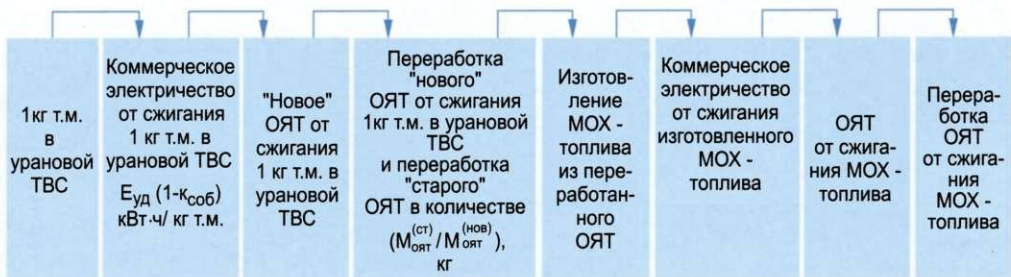 1кг т.м.
в
урановой
ТВС
Коммерческое
электричество
от сжигания
1 кг т.м. в
урановой ТВС
Eуд (1-kсоб)
кВт·ч/ кг т.м.
"Новое"
ОЯТ от
сжигания
1 кг т.м. в
урановой
ТВС
Переработка
"нового"
ОЯТ от сжигания
1кг т.м. в урановой
ТВС
и переработка
"старого"
ОЯТ в количестве
(Mоят(ст) / Mоят(нов)),
кг
Изготов-
ление
МОХ -
топлива
из пере-
работан-
ного
ОЯТ
Коммерческое
электричество
от сжигания
изготовленного
МОХ -
топлива
ОЯТ
от сжига-
ния МОХ -
топлива
Перера-
ботка
ОЯТ
от сжига-
ния
МОХ -
топлива